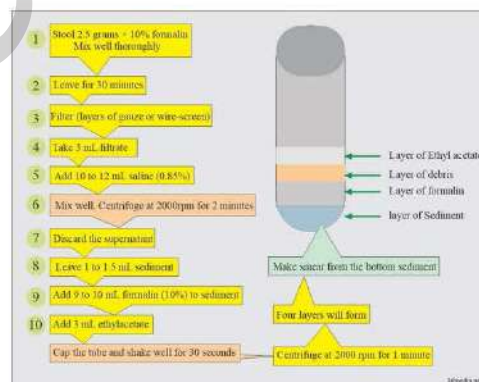 1 Stool 2.5 grams + 10% formalin
Mix well thoroughly
2 Leave for 30 minutes
3 Filter (layers of gauze or wire-screen)
4 Take 3 mL filtrate
5 Add 10 to 12 mL saline (0.85%)
6 Mix well. Centrifuge at 2000rpm for 2 minutes
7 Discard the supernatant
8 Leave 1 to 1.5 mL sediment
9 Add 9 to 10 mL formalin (10%) to sediment
10 Add 3 mL ethylacetate
Cap the tube and shake well for 30 seconds
Centrifuge at 2000 rpm for 1 minute
Four layers will form
Make smear from the bottom sediment
Layer of Ethyl acetate
Layer of debris
Layer of formalin
layer of Sediment